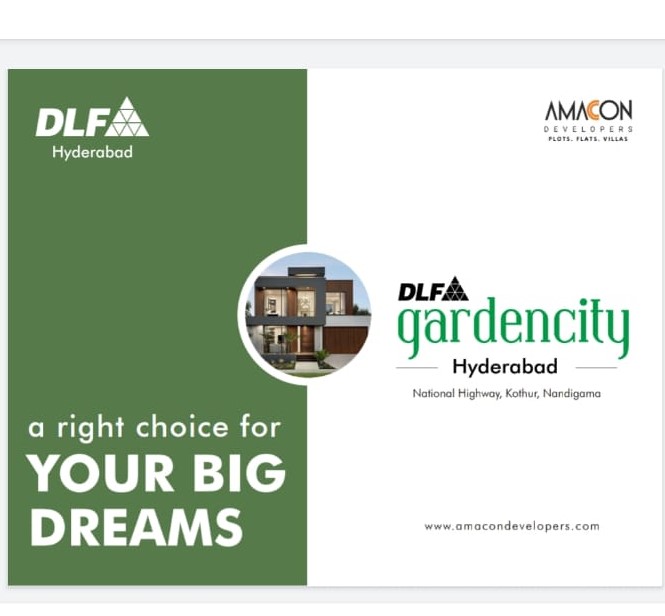 DLF
Hyderabad
AMACON
DEVELOPERS
PLOTS. FLATS. VILLAS
DLF
gardencity
Hyderabad
National Highway, Kothur, Nandigama
a right choice for
YOUR BIG
DREAMS
www.amacondevelopers.com